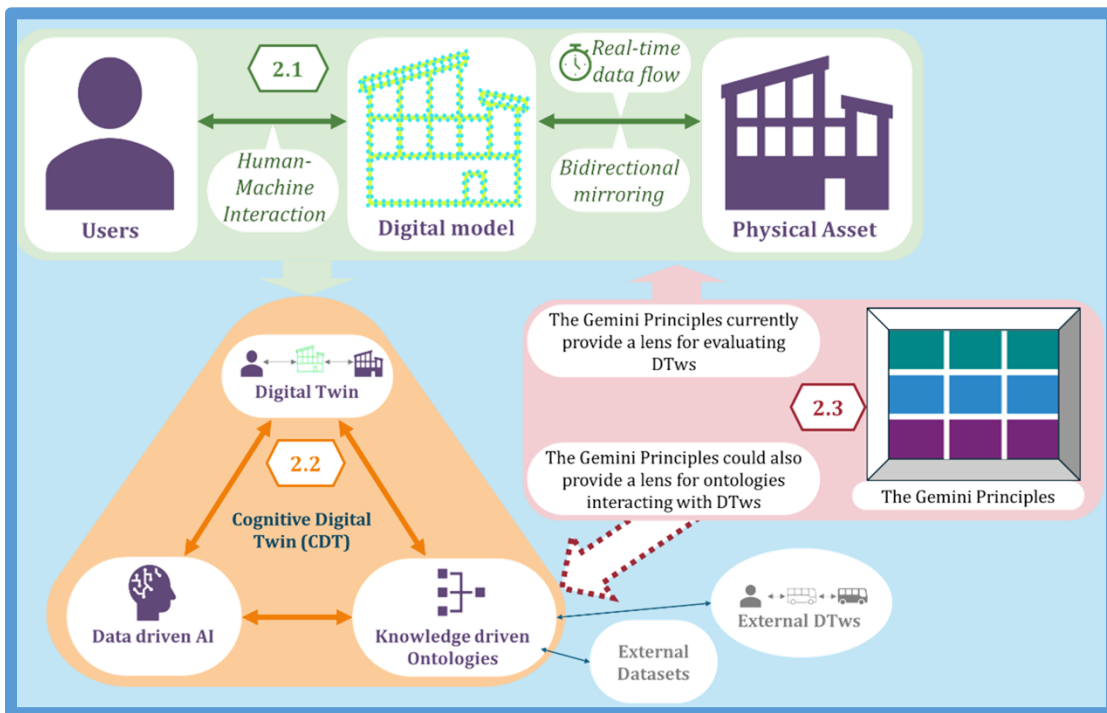 2.1
Real-time
data flow
Human-
Machine
Interaction
Bidirectional
mirroring
Users
Digital model
Physical Asset
Digital Twin
2.2
Cognitive Digital
Twin (CDT)
Data driven AI
Knowledge driven
Ontologies
The Gemini Principles currently
provide a lens for evaluating
DTws
2.3
The Gemini Principles could also
provide a lens for ontologies
interacting with DTws
The Gemini Principles
External DTws
External
Datasets